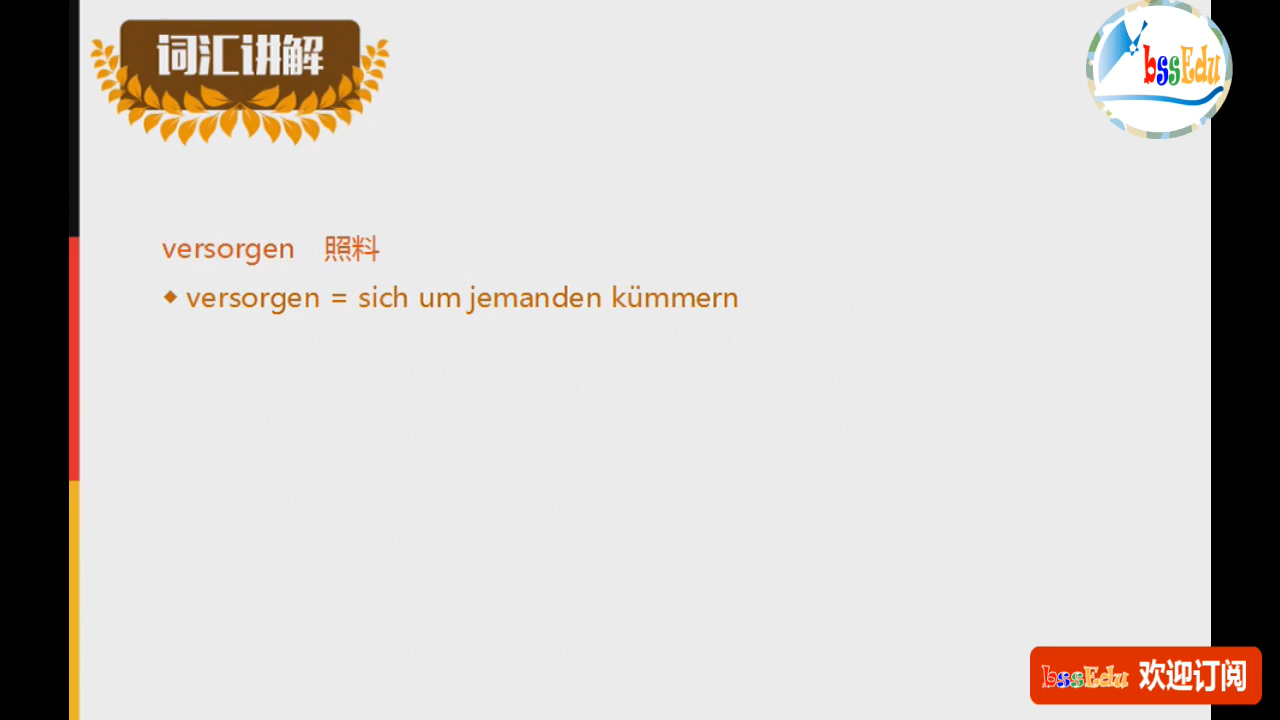 词汇讲解
bssEdu
versorgen 照料
◆ versorgen = sich um jemanden kümmern
bssEdu 欢迎订阅